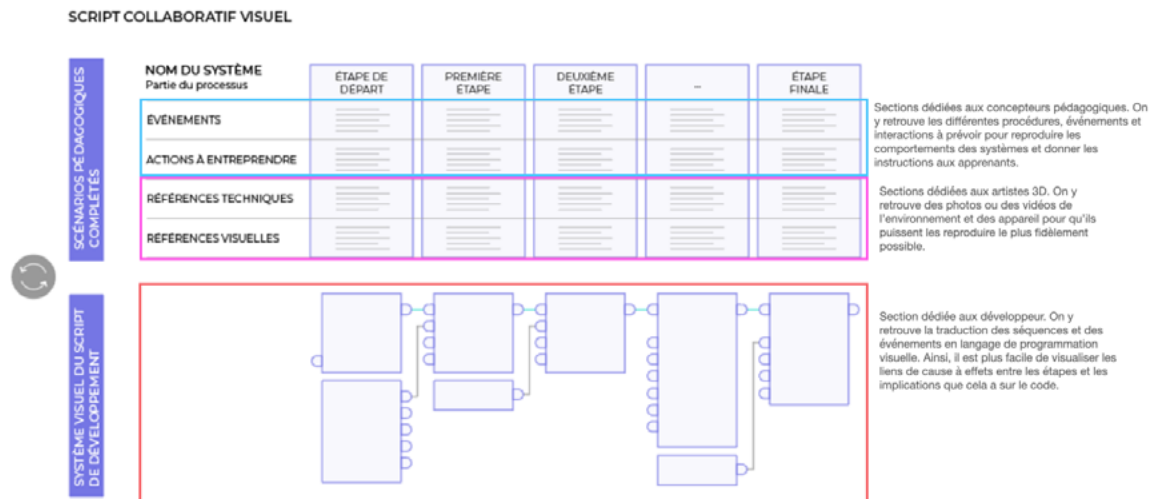 SCRIPT COLLABORATIF VISUEL
SCÉNARIOS PÉDAGOGIQUES
COMPLÉTÉS
NOM DU SYSTÈME
Partie du processus
ÉTAPE DE
DÉPART
PREMIÈRE
ÉTAPE
DEUXIÈME
ÉTAPE
...
ÉTAPE
FINALE
ÉVÉNEMENTS
ACTIONS À ENTREPRENDRE
Sections dédiées aux concepteurs pédagogiques. On
y retrouve les différentes procédures, événements et
interactions à prévoir pour reproduire les
comportements des systèmes et donner les
instructions aux apprenants.
RÉFÉRENCES TECHNIQUES
RÉFÉRENCES VISUELLES
Sections dédiées aux artistes 3D. On y
retrouve des photos ou des vidéos de
l'environnement et des appareil pour qu'ils
puissent les reproduire le plus fidèlement
possible.
SYSTÈME VISUEL DU SCRIPT
DE DÉVELOPPEMENT
Section dédiée aux développeur. On y
retrouve la traduction des séquences et des
événements en langage de programmation
visuelle. Ainsi, il est plus facile de visualiser les
liens de cause à effets entre les étapes et les
implications que cela a sur le code.